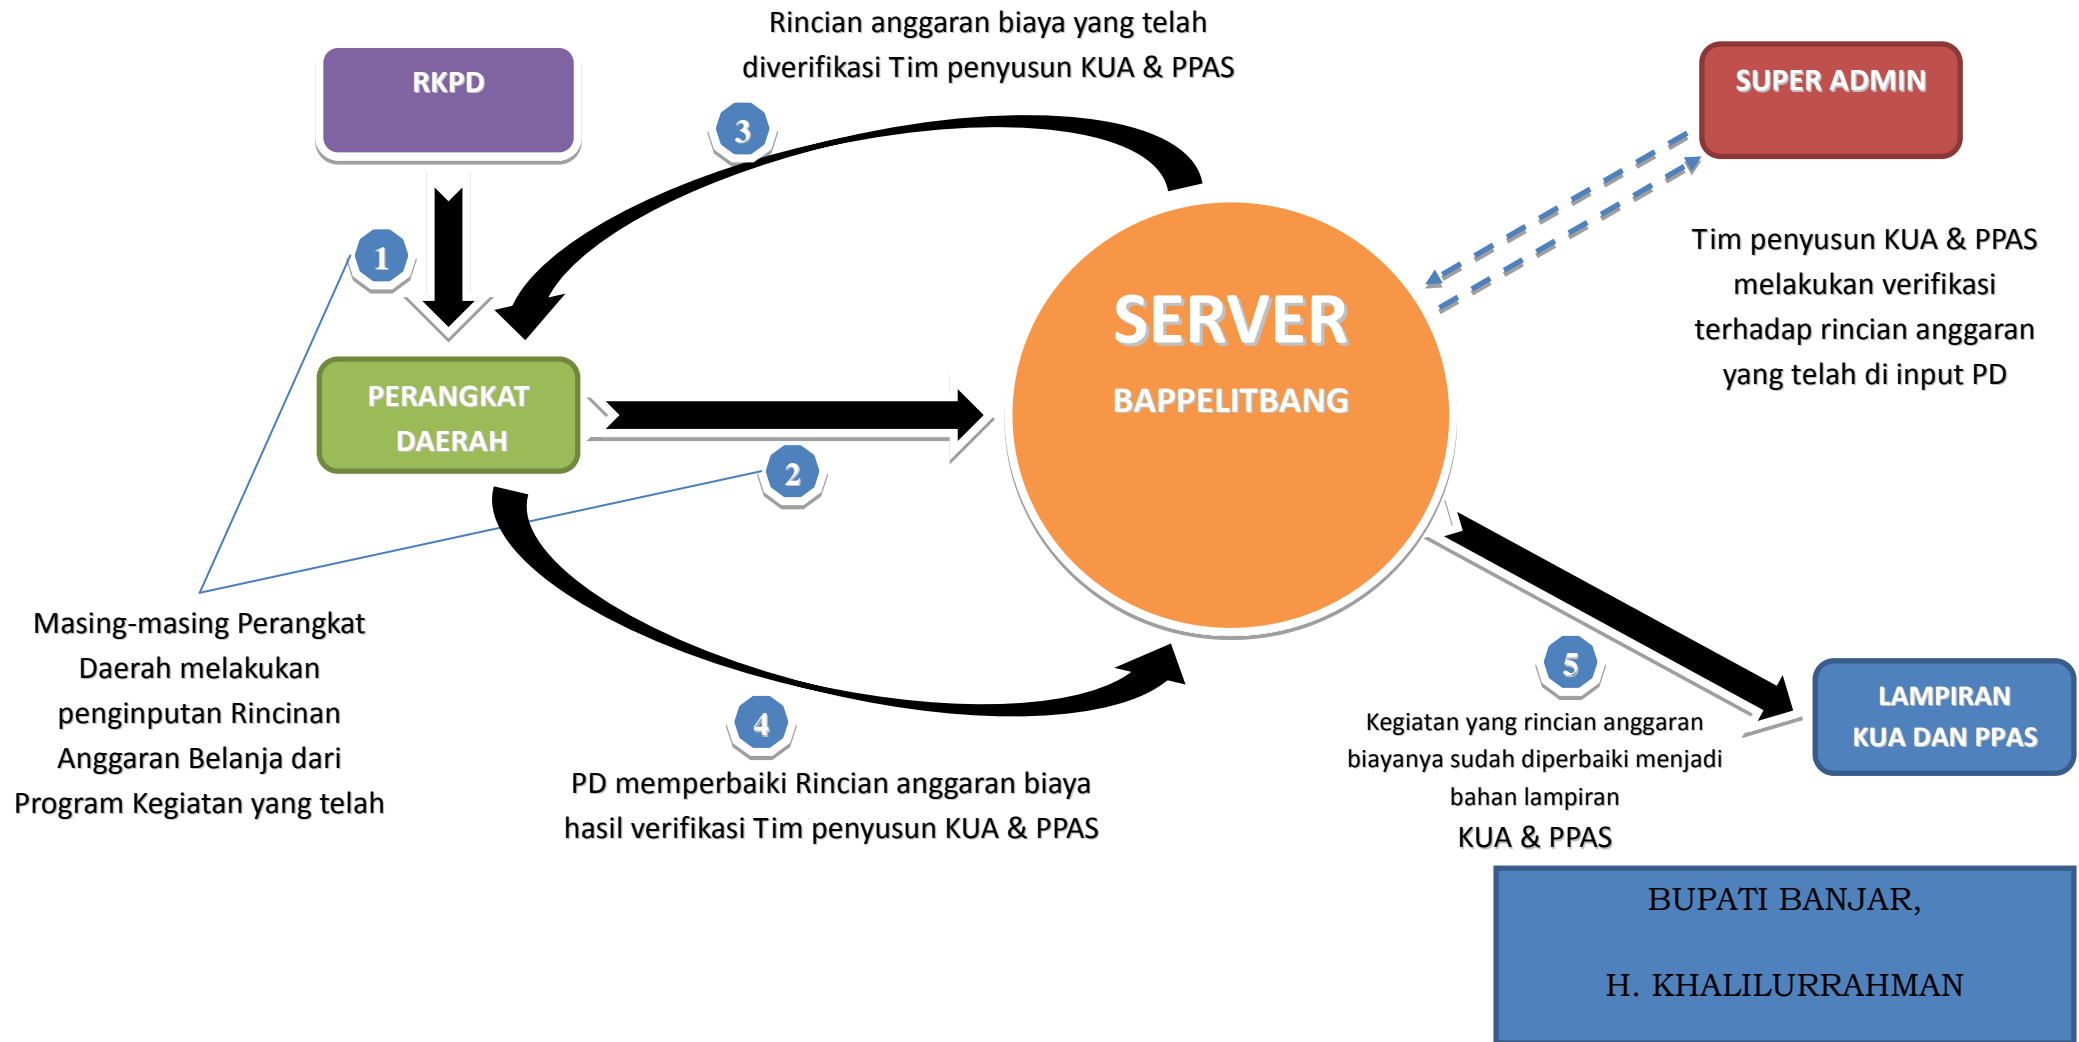 Rincian anggaran biaya yang telah
diverifikasi Tim penyusun KUA & PPAS
RKPD
SUPER ADMIN
3
1
Tim penyusun KUA & PPAS
melakukan verifikasi
terhadap rincian anggaran
yang telah di input PD
SERVER
BAPPELITBANG
PERANGKAT
DAERAH
2
Masing-masing Perangkat
Daerah melakukan
penginputan Rincinan
Anggaran Belanja dari
Program Kegiatan yang telah
4
PD memperbaiki Rincian anggaran biaya
hasil verifikasi Tim penyusun KUA & PPAS
5
Kegiatan yang rincian anggaran
biayanya sudah diperbaiki menjadi
bahan lampiran
KUA & PPAS
LAMPIRAN
KUA DAN PPAS
BUPATI BANJAR,
H. KHALILURRAHMAN